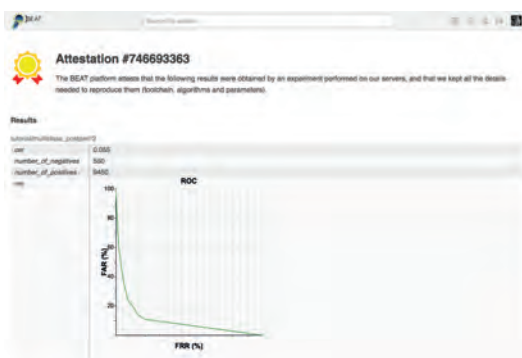 BEAT
Attestation #746693363
The BEAT platform attests that the following results were obtained by an experiment performed on our servers, and that we kept all the details
needed to reproduce them (toolchain, algorithms and parameters).
Results
eer 0.055
number_of_negatives
number_of_positives
roc
ROC
100
80
60
40
20
FAR (%)
FRR (%)